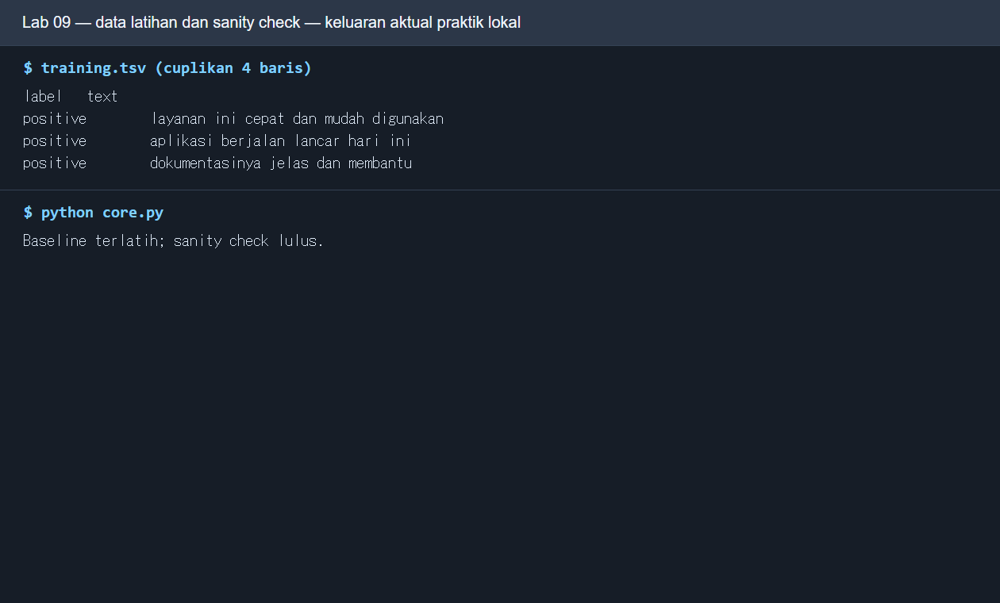 Lab 09 — data latihan dan sanity check — keluaran aktual praktik lokal
$ training.tsv (cuplikan 4 baris)
label	text
positive	layanan ini cepat dan mudah digunakan
positive	aplikasi berjalan lancar hari ini
positive	dokumentasinya jelas dan membantu
$ python core.py
Baseline terlatih; sanity check lulus.